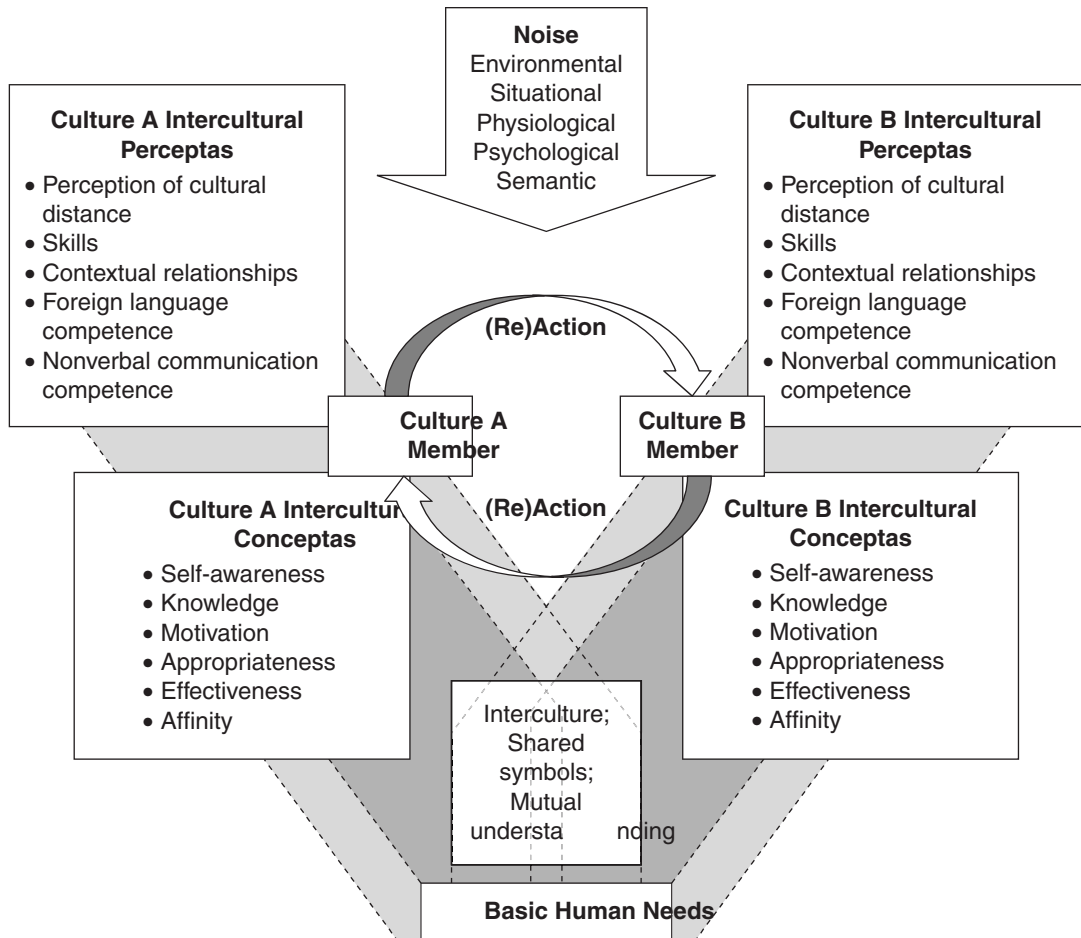 Noise
Environmental
Situational
Physiological
Psychological
Semantic
Culture A Intercultural
Perceptas
• Perception of cultural
distance
• Skills
• Contextual relationships
• Foreign language
competence
• Nonverbal communication
competence
Culture B Intercultural
Perceptas
• Perception of cultural
distance
• Skills
• Contextual relationships
• Foreign language
competence
• Nonverbal communication
competence
(Re)Action
Culture A
Member
Culture B
Member
(Re)Action
Culture A Intercultur
Conceptas
• Self-awareness
• Knowledge
• Motivation
• Appropriateness
• Effectiveness
• Affinity
Culture B Intercultural
Conceptas
• Self-awareness
• Knowledge
• Motivation
• Appropriateness
• Effectiveness
• Affinity
Interculture;
Shared
symbols;
Mutual
understa nding
Basic Human Needs